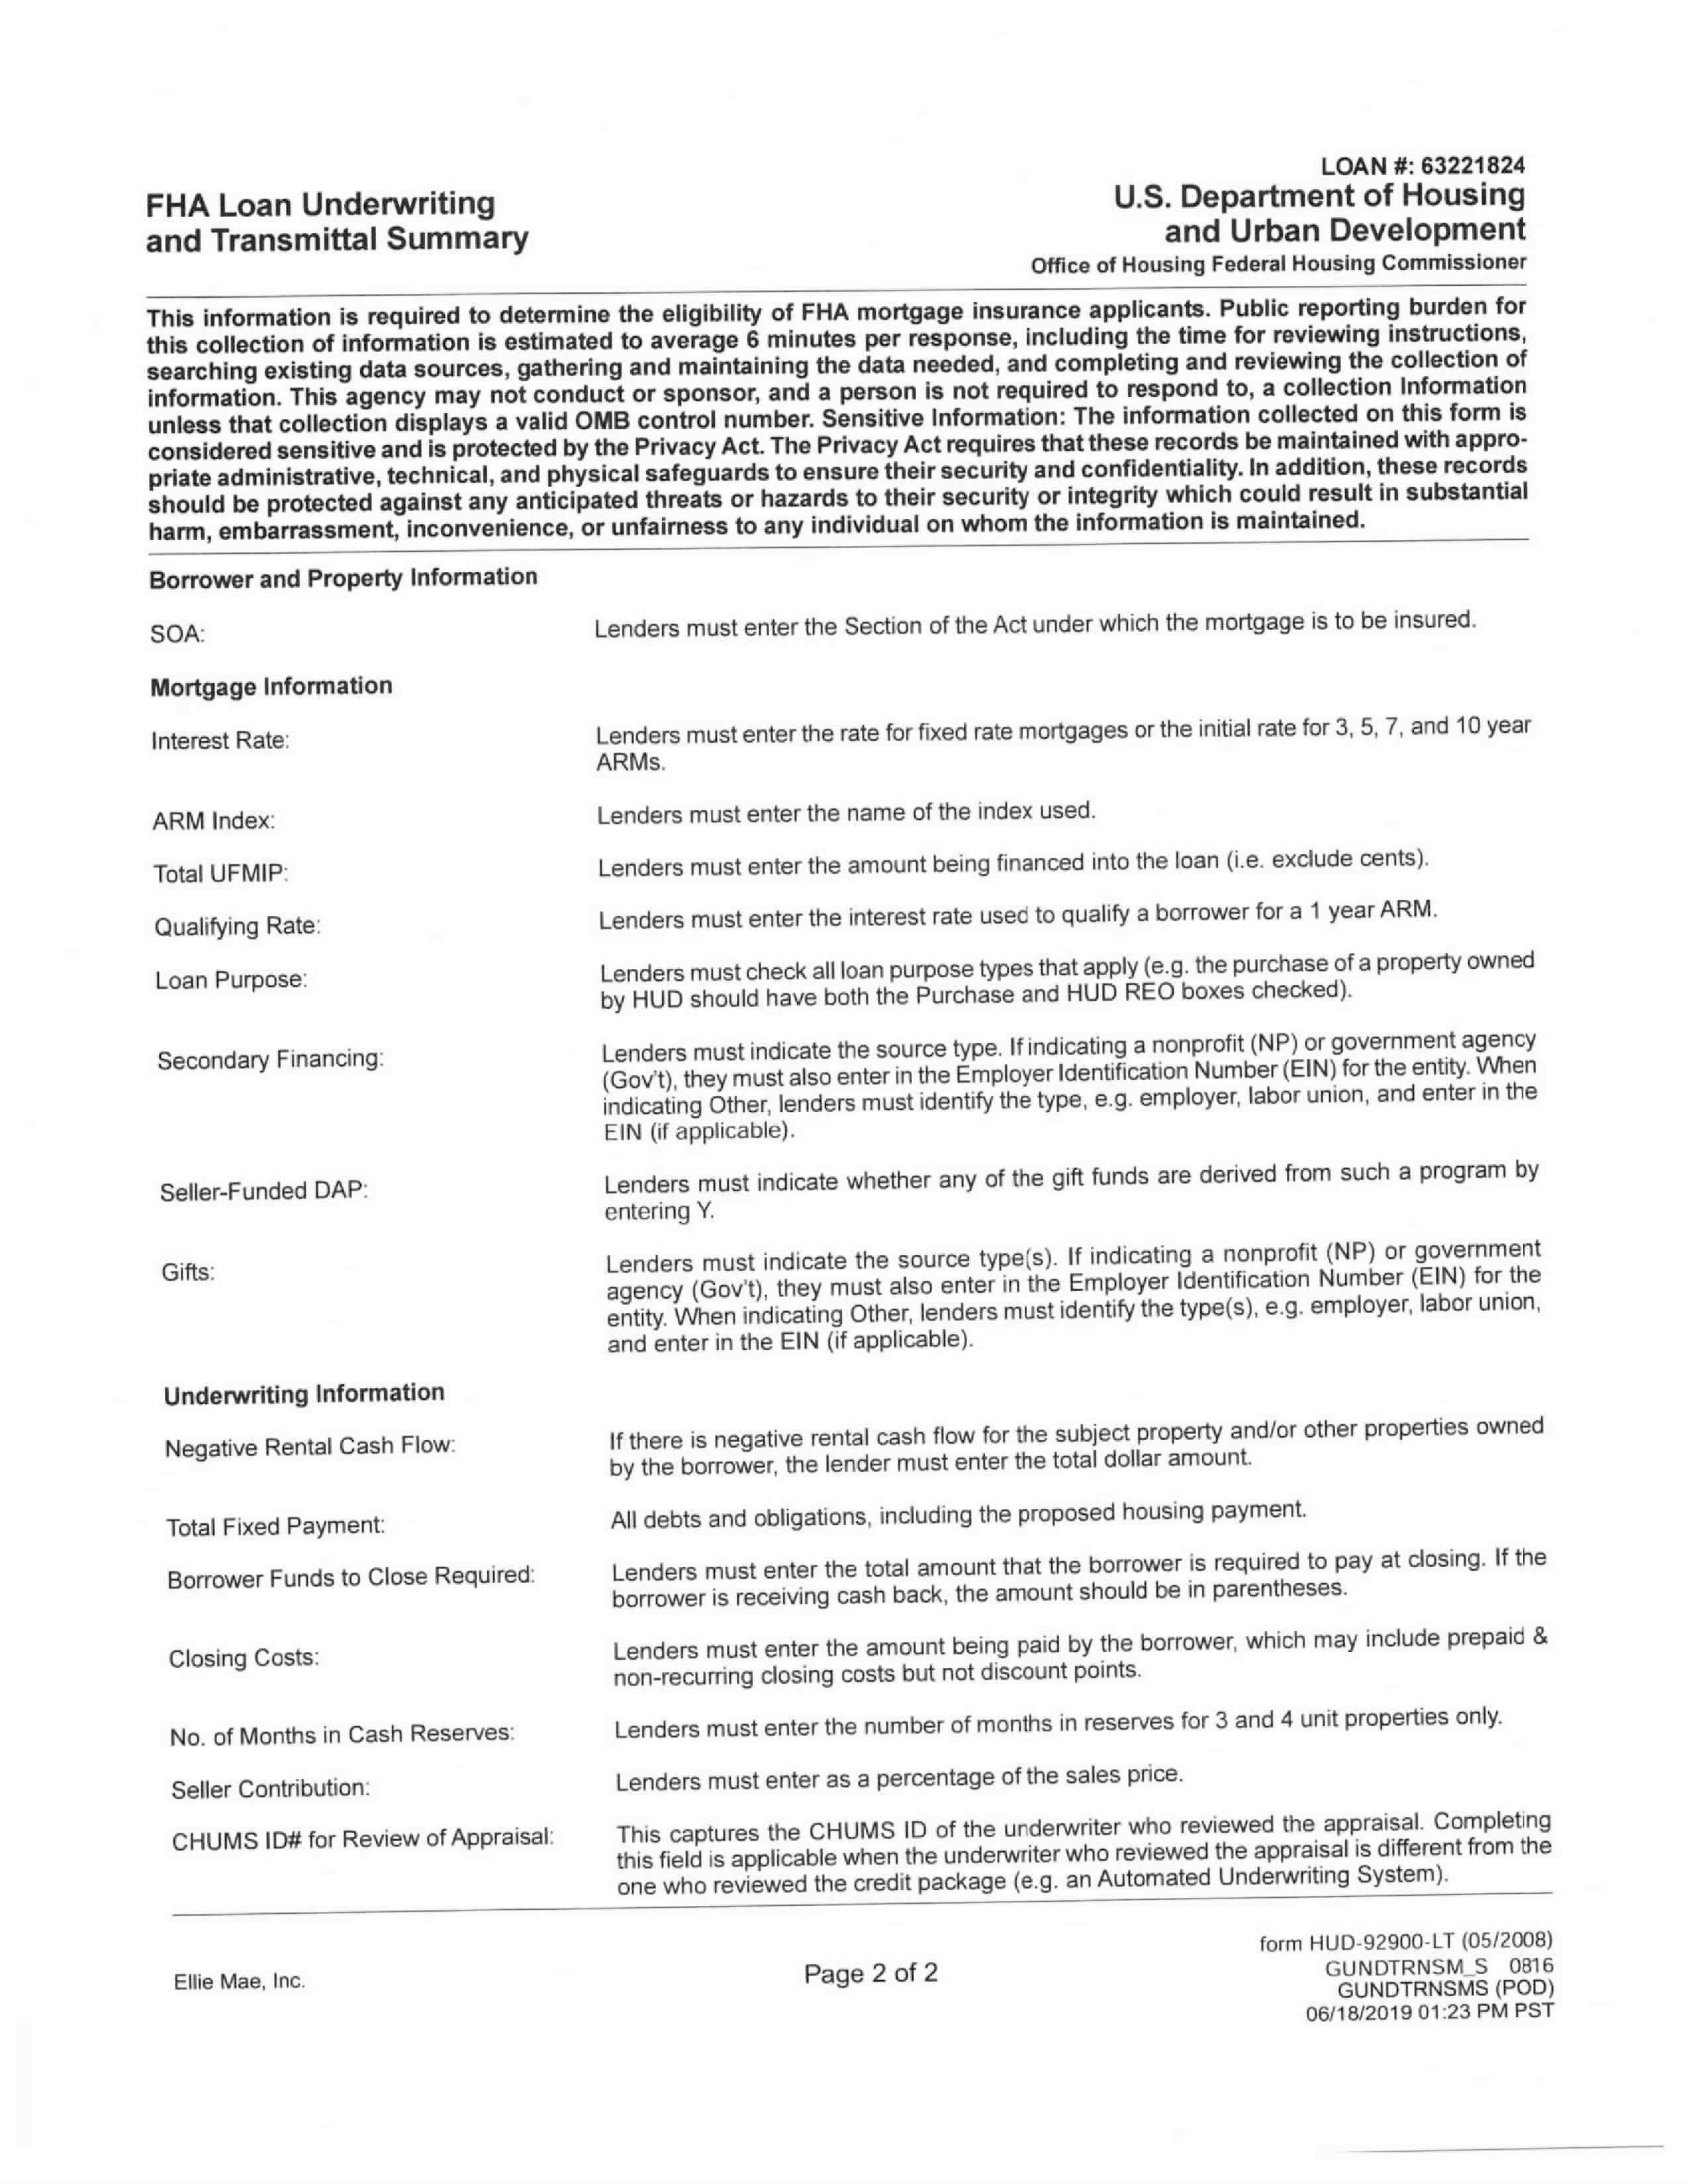 LOAN #: 63221824
FHA Loan Underwriting
and Transmittal Summary
U.S. Department of Housing
and Urban Development
Office of Housing Federal Housing Commissioner
This information is required to determine the eligibility of FHA mortgage insurance applicants. Public reporting burden for
this collection of information is estimated to average 6 minutes per response, including the time for reviewing instructions,
searching existing data sources, gathering and maintaining the data needed, and completing and reviewing the collection of
information. This agency may not conduct or sponsor, and a person is not required to respond to, a collection Information
unless that collection displays a valid OMB control number. Sensitive Information: The information collected on this form is
considered sensitive and is protected by the Privacy Act. The Privacy Act requires that these records be maintained with appro-
priate administrative, technical, and physical safeguards to ensure their security and confidentiality. In addition, these records
should be protected against any anticipated threats or hazards to their security or integrity which could result in substantial
harm, embarrassment, inconvenience, or unfairness to any individual on whom the information is maintained.
Borrower and Property Information
SOA: Lenders must enter the Section of the Act under which the mortgage is to be insured.
Mortgage Information
Interest Rate: Lenders must enter the rate for fixed rate mortgages or the initial rate for 3, 5, 7, and 10 year
ARMs.
ARM Index: Lenders must enter the name of the index used.
Total UFMIP: Lenders must enter the amount being financed into the loan (i.e. exclude cents).
Qualifying Rate: Lenders must enter the interest rate used to qualify a borrower for a 1 year ARM.
Loan Purpose: Lenders must check all loan purpose types that apply (e.g. the purchase of a property owned
by HUD should have both the Purchase and HUD REO boxes checked).
Secondary Financing: Lenders must indicate the source type. If indicating a nonprofit (NP) or government agency
(Gov't), they must also enter in the Employer Identification Number (EIN) for the entity. When
indicating Other, lenders must identify the type, e.g. employer, labor union, and enter in the
EIN (if applicable).
Seller-Funded DAP: Lenders must indicate whether any of the gift funds are derived from such a program by
entering Y.
Gifts: Lenders must indicate the source type(s). If indicating a nonprofit (NP) or government
agency (Gov't), they must also enter in the Employer Identification Number (EIN) for the
entity. When indicating Other, lenders must identify the type(s), e.g. employer, labor union,
and enter in the EIN (if applicable).
Underwriting Information
Negative Rental Cash Flow: If there is negative rental cash flow for the subject property and/or other properties owned
by the borrower, the lender must enter the total dollar amount.
Total Fixed Payment: All debts and obligations, including the proposed housing payment.
Borrower Funds to Close Required: Lenders must enter the total amount that the borrower is required to pay at closing. If the
borrower is receiving cash back, the amount should be in parentheses.
Closing Costs: Lenders must enter the amount being paid by the borrower, which may include prepaid &
non-recurring closing costs but not discount points.
No. of Months in Cash Reserves: Lenders must enter the number of months in reserves for 3 and 4 unit properties only.
Seller Contribution: Lenders must enter as a percentage of the sales price.
CHUMS ID# for Review of Appraisal: This captures the CHUMS ID of the underwriter who reviewed the appraisal. Completing
this field is applicable when the underwriter who reviewed the appraisal is different from the
one who reviewed the credit package (e.g. an Automated Underwriting System).
form HUD-92900-LT (05/2008)
Ellie Mae, Inc. Page 2 of 2 GUNDTRNSM_S 0816
GUNDTRNSMS (POD)
06/18/2019 01:23 PM PST